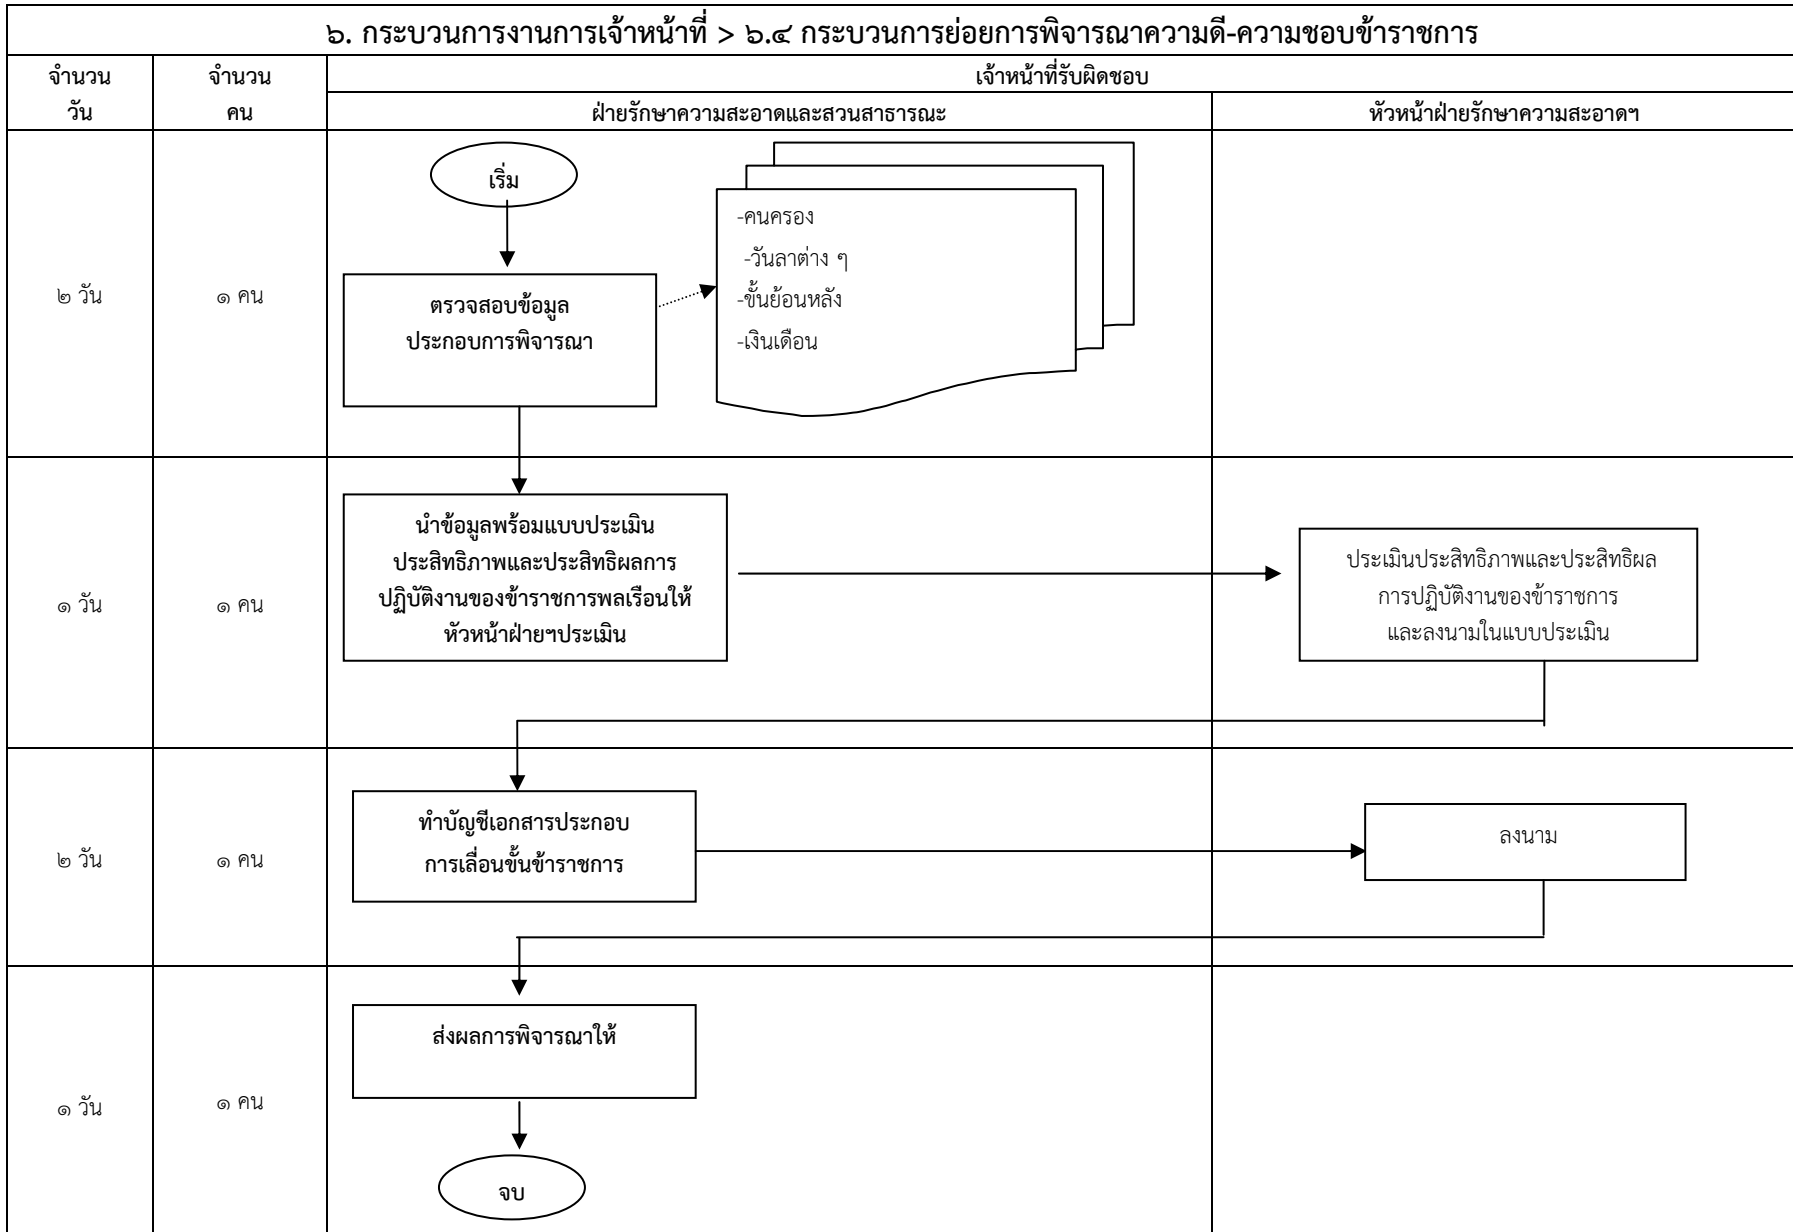 ๖. กระบวนการงานการเจ้าหน้าที่ > ๖.๔ กระบวนการย่อยการพิจารณาความดี-ความชอบข้าราชการ
จำนวน
วัน
จำนวน
คน
เจ้าหน้าที่รับผิดชอบ
ฝ่ายรักษาความสะอาดและสวนสาธารณะ
หัวหน้าฝ่ายรักษาความสะอาดฯ
๒ วัน
๑ คน
เริ่ม
ตรวจสอบข้อมูล
ประกอบการพิจารณา
-คนครอง
-วันลาต่าง ๆ
-ขั้นย้อนหลัง
-เงินเดือน
๑ วัน
๑ คน
นำข้อมูลพร้อมแบบประเมิน
ประสิทธิภาพและประสิทธิผลการ
ปฏิบัติงานของข้าราชการพลเรือนให้
หัวหน้าฝ่ายฯประเมิน
ประเมินประสิทธิภาพและประสิทธิผล
การปฏิบัติงานของข้าราชการ
และลงนามในแบบประเมิน
๒ วัน
๑ คน
ทำบัญชีเอกสารประกอบ
การเลื่อนขั้นข้าราชการ
ลงนาม
๑ วัน
๑ คน
ส่งผลการพิจารณาให้
จบ